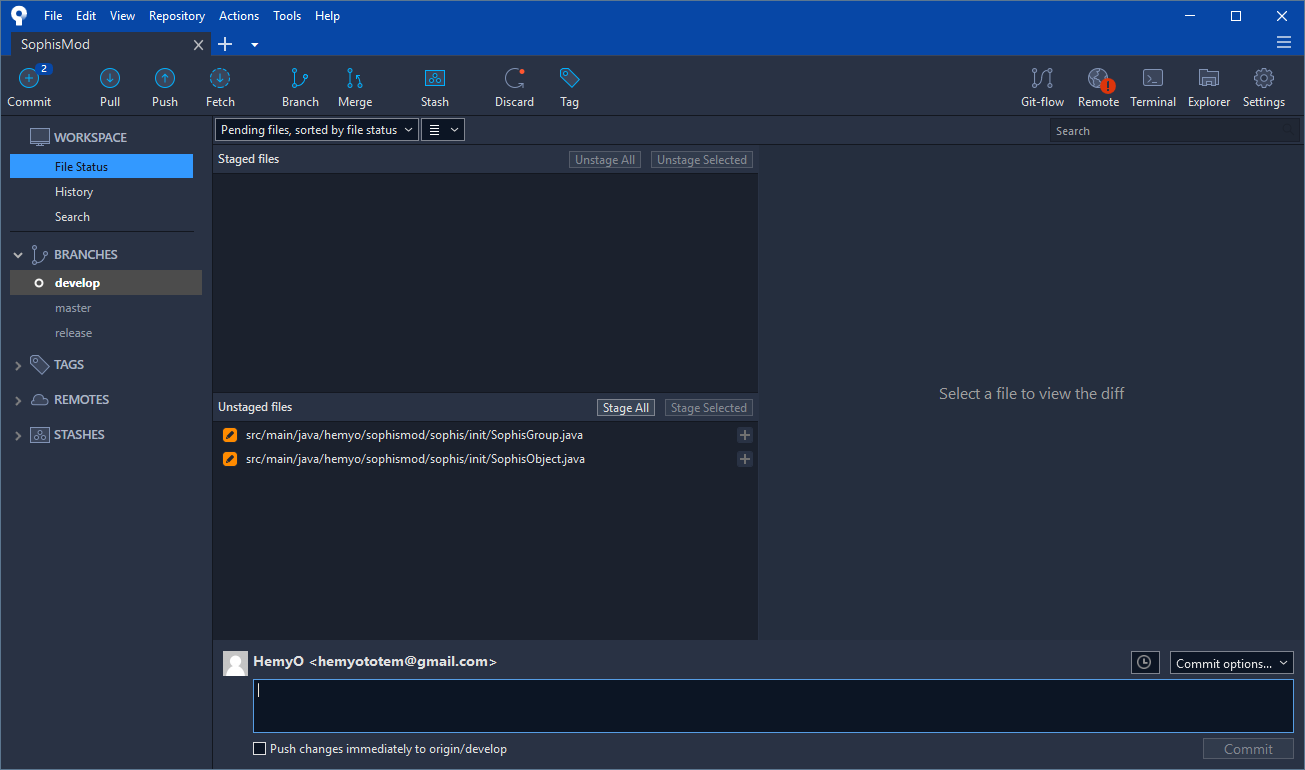 File Edit View Repository Actions Tools Help
SophisMod
2
Commit Pull Push Fetch Branch Merge Stash Discard Tag Git-flow Remote Terminal Explorer Settings
WORKSPACE
File Status
History
Search
BRANCHES
develop
master
release
TAGS
REMOTES
STASHES
Pending files, sorted by file status
Search
Staged files Unstage All Unstage Selected
Unstaged files Stage All Stage Selected
src/main/java/hemyo/sophismod/sophis/init/SophisGroup.java
src/main/java/hemyo/sophismod/sophis/init/SophisObject.java
Select a file to view the diff
HemyO <hemyototem@gmail.com>
Commit options...
Push changes immediately to origin/develop
Commit